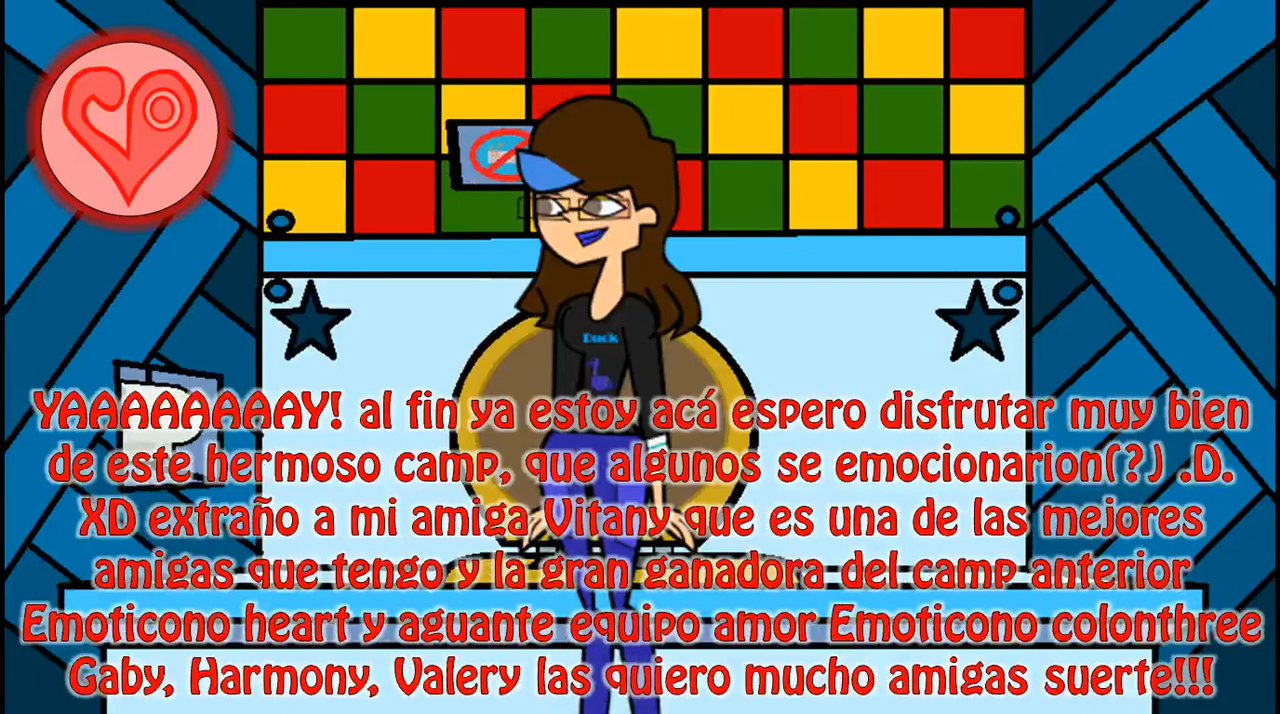 Duck
YAAAAAAAAAY! al fin ya estoy acá espero disfrutar muy bien
de este hermoso camp, que algunos se emocionarion(?) .D.
XD extraño a mi amiga Vitany que es una de las mejores
amigas que tengo y la gran ganadora del camp anterior
Emoticono heart y aguante equipo amor Emoticono colonthree
Gaby, Harmony, Valery las quiero mucho amigas suerte!!!